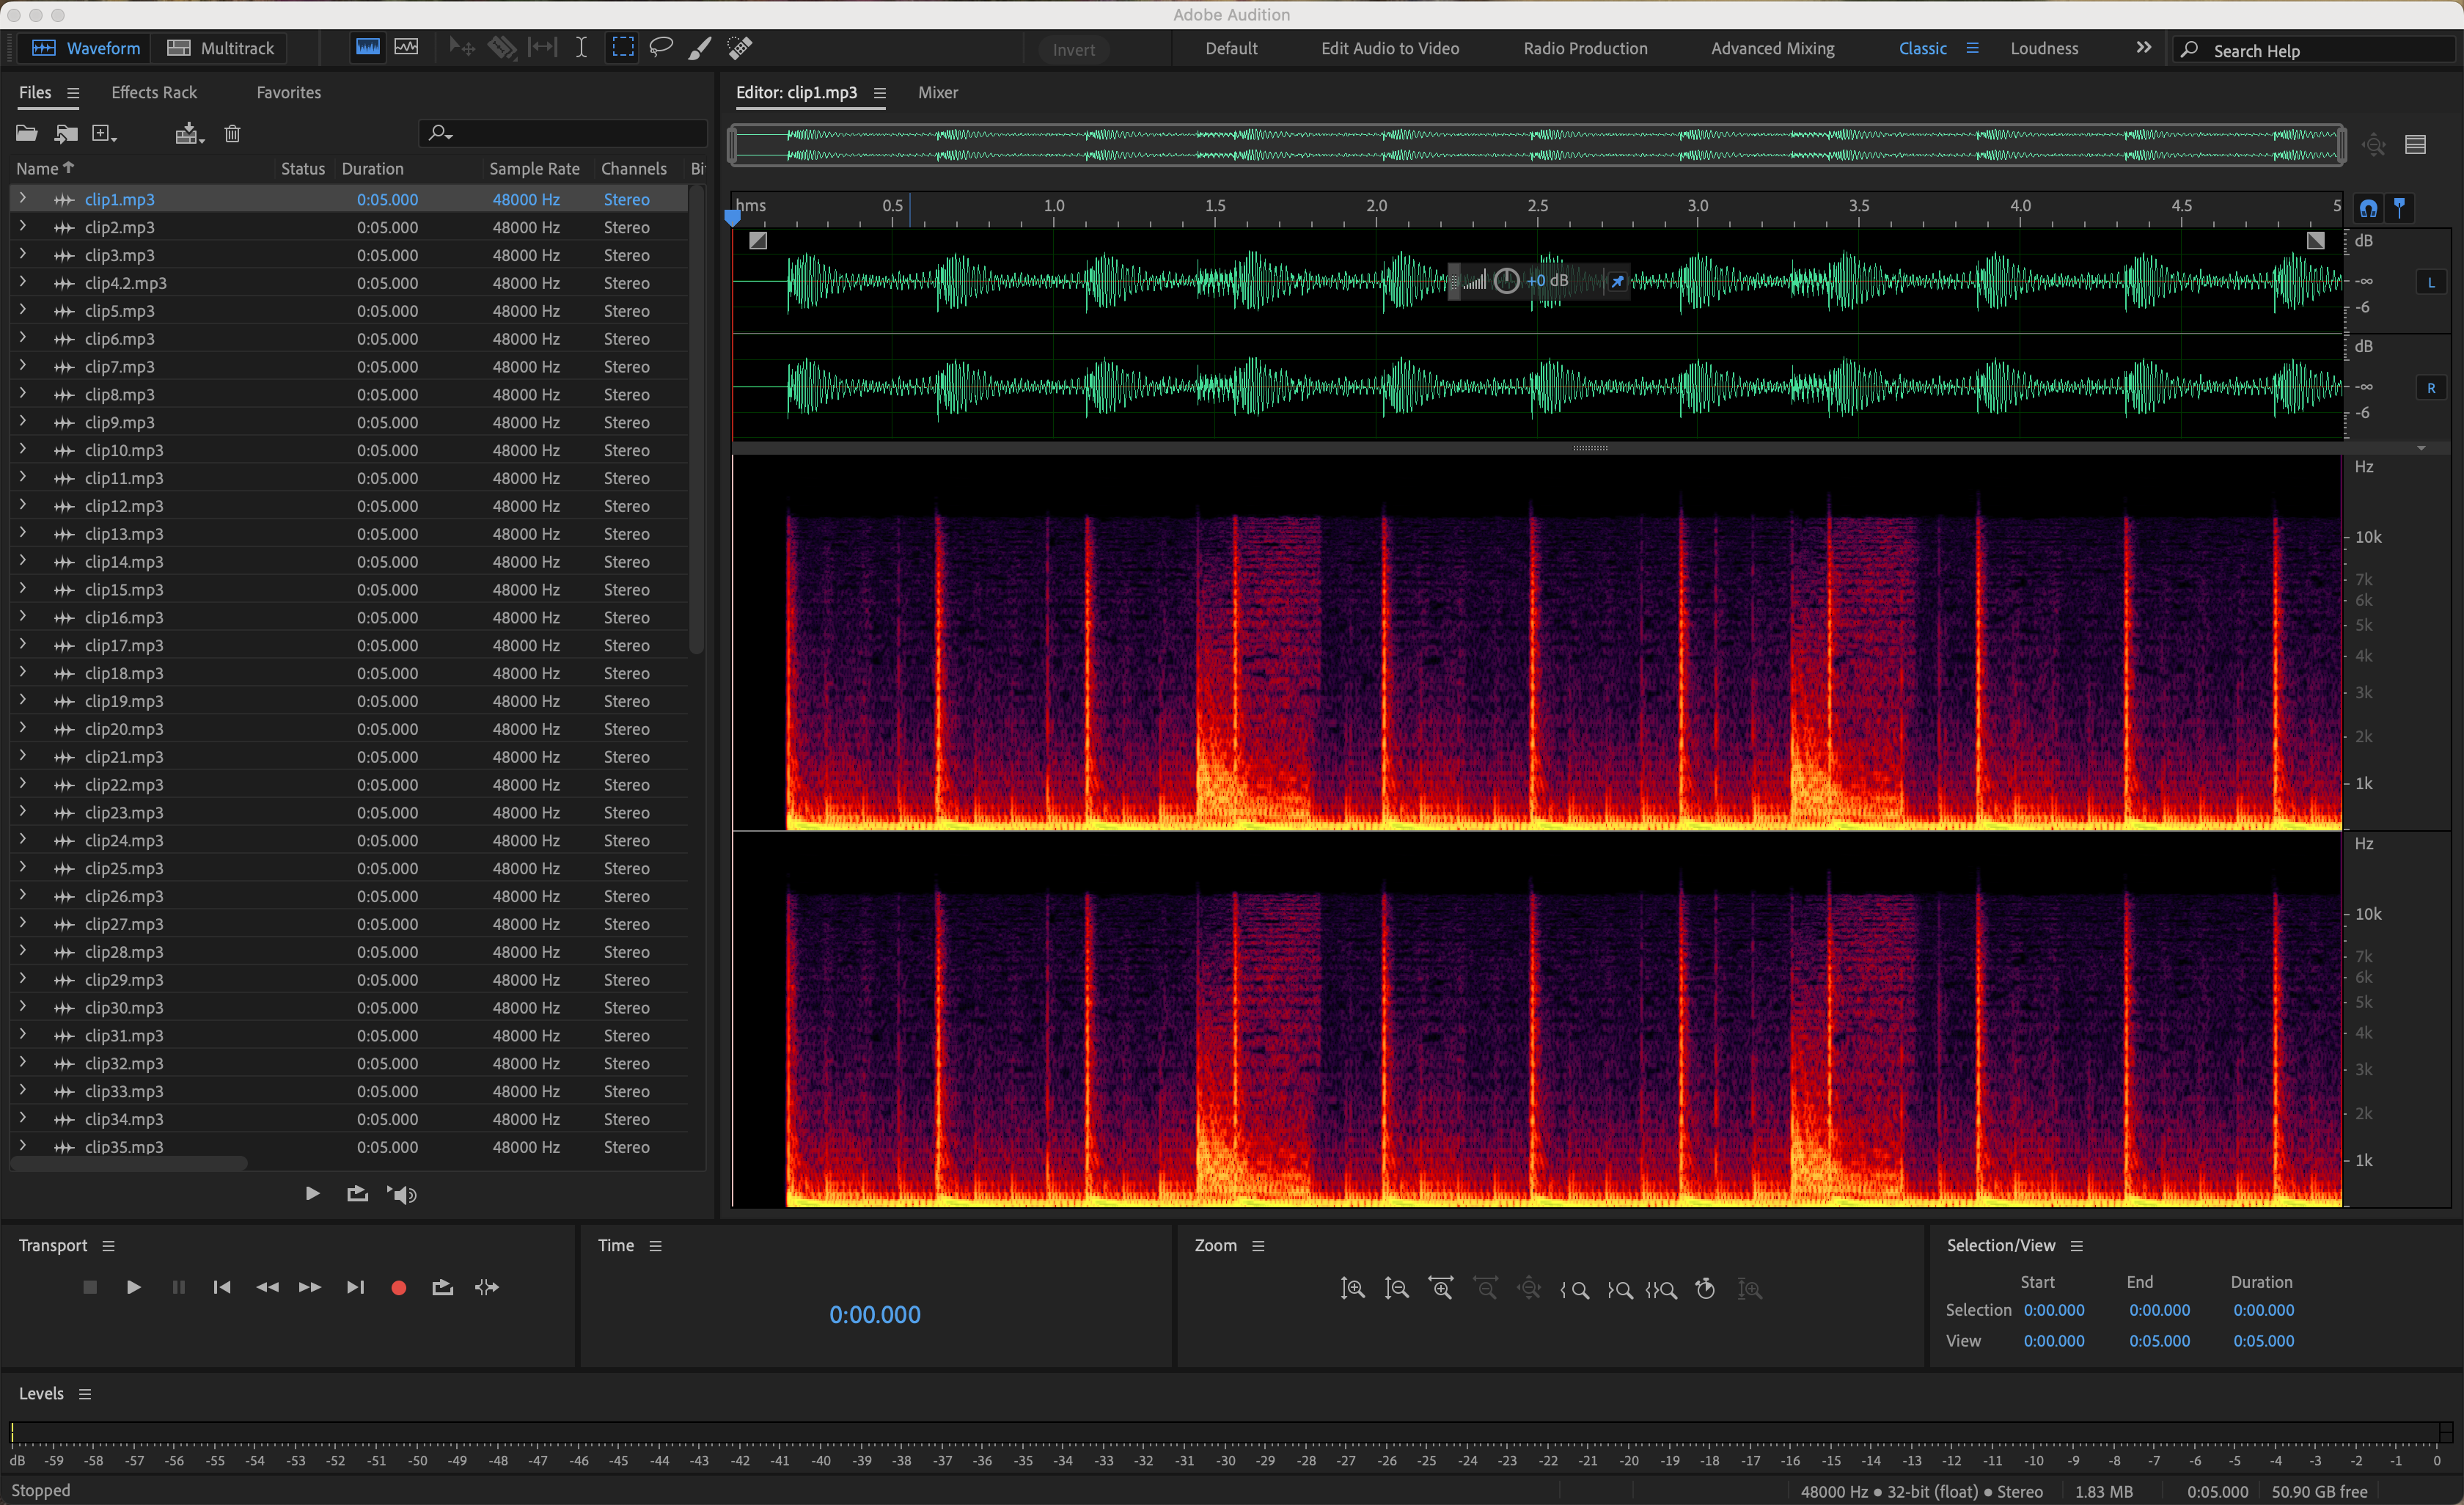 Adobe Audition
Waveform Multitrack Invert Default Edit Audio to Video Radio Production Advanced Mixing Classic Loudness Search Help
Files Effects Rack Favorites
Name Status Duration Sample Rate Channels Bi
clip1.mp3 0:05.000 48000 Hz Stereo
clip2.mp3 0:05.000 48000 Hz Stereo
clip3.mp3 0:05.000 48000 Hz Stereo
clip4.2.mp3 0:05.000 48000 Hz Stereo
clip5.mp3 0:05.000 48000 Hz Stereo
clip6.mp3 0:05.000 48000 Hz Stereo
clip7.mp3 0:05.000 48000 Hz Stereo
clip8.mp3 0:05.000 48000 Hz Stereo
clip9.mp3 0:05.000 48000 Hz Stereo
clip10.mp3 0:05.000 48000 Hz Stereo
clip11.mp3 0:05.000 48000 Hz Stereo
clip12.mp3 0:05.000 48000 Hz Stereo
clip13.mp3 0:05.000 48000 Hz Stereo
clip14.mp3 0:05.000 48000 Hz Stereo
clip15.mp3 0:05.000 48000 Hz Stereo
clip16.mp3 0:05.000 48000 Hz Stereo
clip17.mp3 0:05.000 48000 Hz Stereo
clip18.mp3 0:05.000 48000 Hz Stereo
clip19.mp3 0:05.000 48000 Hz Stereo
clip20.mp3 0:05.000 48000 Hz Stereo
clip21.mp3 0:05.000 48000 Hz Stereo
clip22.mp3 0:05.000 48000 Hz Stereo
clip23.mp3 0:05.000 48000 Hz Stereo
clip24.mp3 0:05.000 48000 Hz Stereo
clip25.mp3 0:05.000 48000 Hz Stereo
clip26.mp3 0:05.000 48000 Hz Stereo
clip27.mp3 0:05.000 48000 Hz Stereo
clip28.mp3 0:05.000 48000 Hz Stereo
clip29.mp3 0:05.000 48000 Hz Stereo
clip30.mp3 0:05.000 48000 Hz Stereo
clip31.mp3 0:05.000 48000 Hz Stereo
clip32.mp3 0:05.000 48000 Hz Stereo
clip33.mp3 0:05.000 48000 Hz Stereo
clip34.mp3 0:05.000 48000 Hz Stereo
clip35.mp3 0:05.000 48000 Hz Stereo
Editor: clip1.mp3 Mixer
hms 0.5 1.0 1.5 2.0 2.5 3.0 3.5 4.0 4.5 5
dB
+0 dB
-∞ L
-6
dB
-∞ R
-6
Hz
10k
7k
6k
5k
4k
3k
2k
1k
Hz
10k
7k
6k
5k
4k
3k
2k
1k
Transport
Time
0:00.000
Zoom
Selection/View
Start End Duration
Selection 0:00.000 0:00.000 0:00.000
View 0:00.000 0:05.000 0:05.000
Levels
dB -59 -58 -57 -56 -55 -54 -53 -52 -51 -50 -49 -48 -47 -46 -45 -44 -43 -42 -41 -40 -39 -38 -37 -36 -35 -34 -33 -32 -31 -30 -29 -28 -27 -26 -25 -24 -23 -22 -21 -20 -19 -18 -17 -16 -15 -14 -13 -12 -11 -10 -9 -8 -7 -6 -5 -4 -3 -2 -1 0
Stopped 48000 Hz ● 32-bit (float) ● Stereo 1.83 MB 0:05.000 50.90 GB free